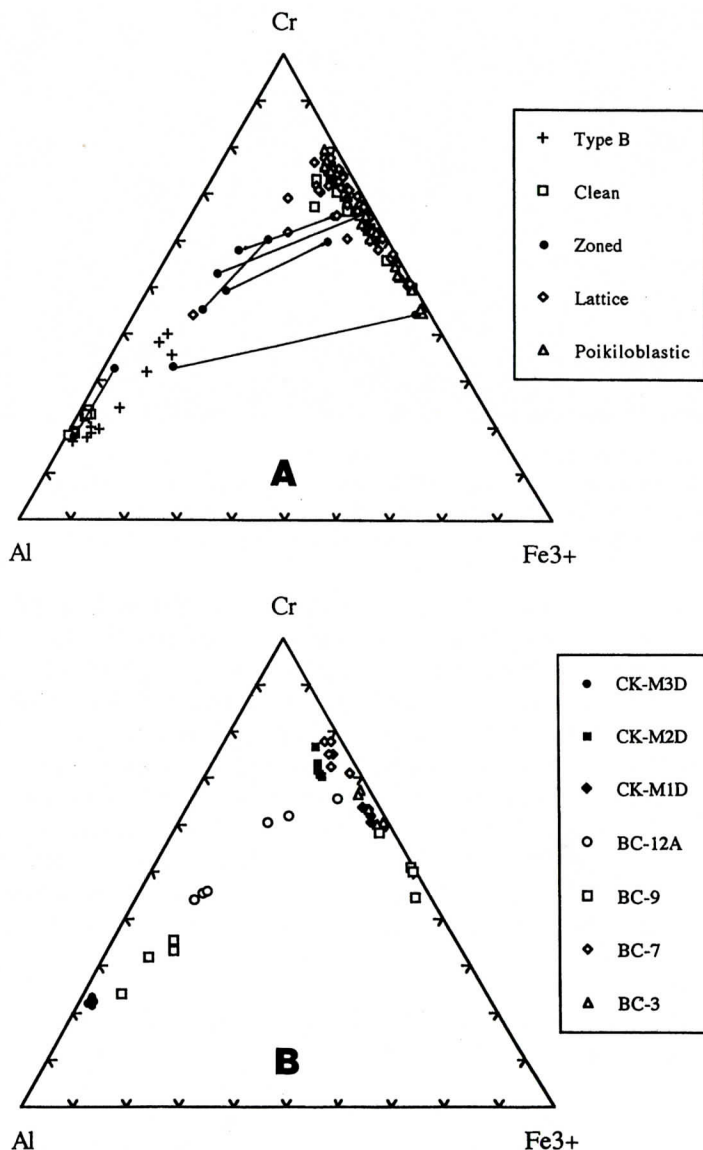 Cr
Type B
Clean
Zoned
Lattice
Poikiloblastic
A
Al
Fe3+
Cr
CK-M3D
CK-M2D
CK-M1D
BC-12A
BC-9
BC-7
BC-3
B
Al
Fe3+